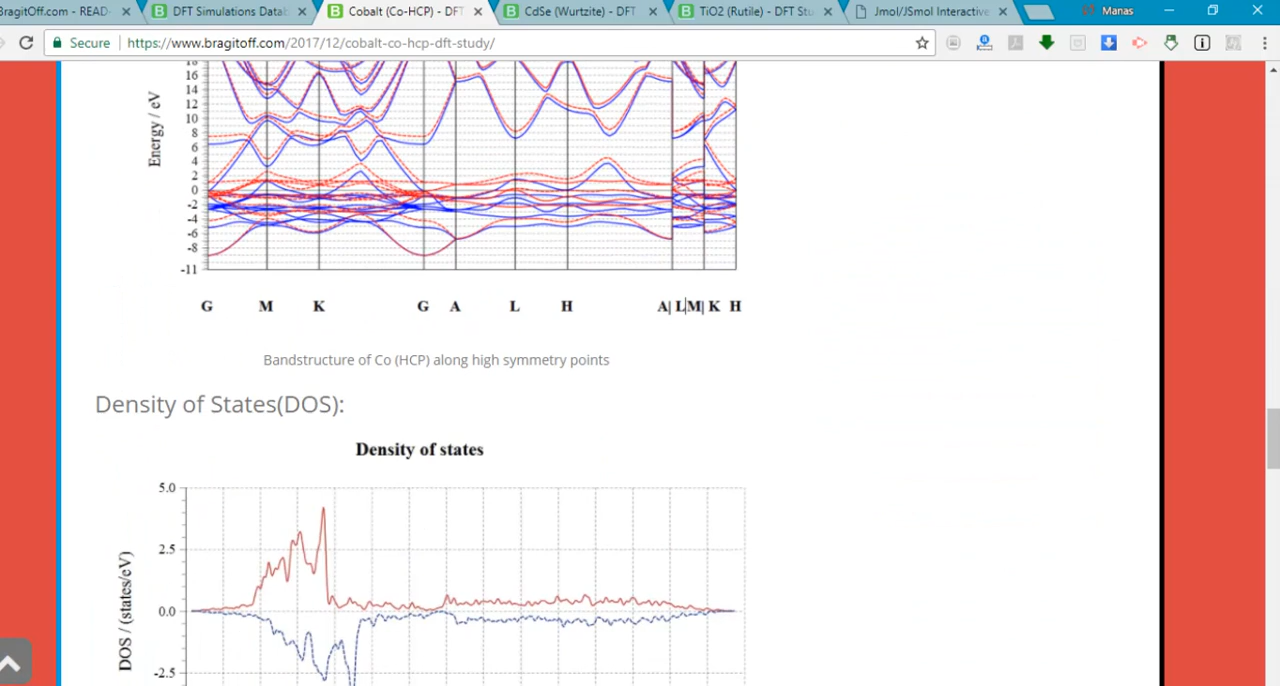 BragitOff.com - READ
DFT Simulations Datab
Cobalt (Co-HCP) - DFT
CdSe (Wurtzite) - DFT
TiO2 (Rutile) - DFT Stu
Jmol/JSmol Interactive
Manas
Secure
https://www.bragitoff.com/2017/12/cobalt-co-hcp-dft-study/
Energy / eV
18
16
14
12
10
8
6
4
2
0
-2
-4
-6
-8
-11
G M K G A L H A| L|M| K H
Bandstructure of Co (HCP) along high symmetry points
Density of States(DOS):
Density of states
DOS / (states/eV)
5.0
2.5
0.0
-2.5